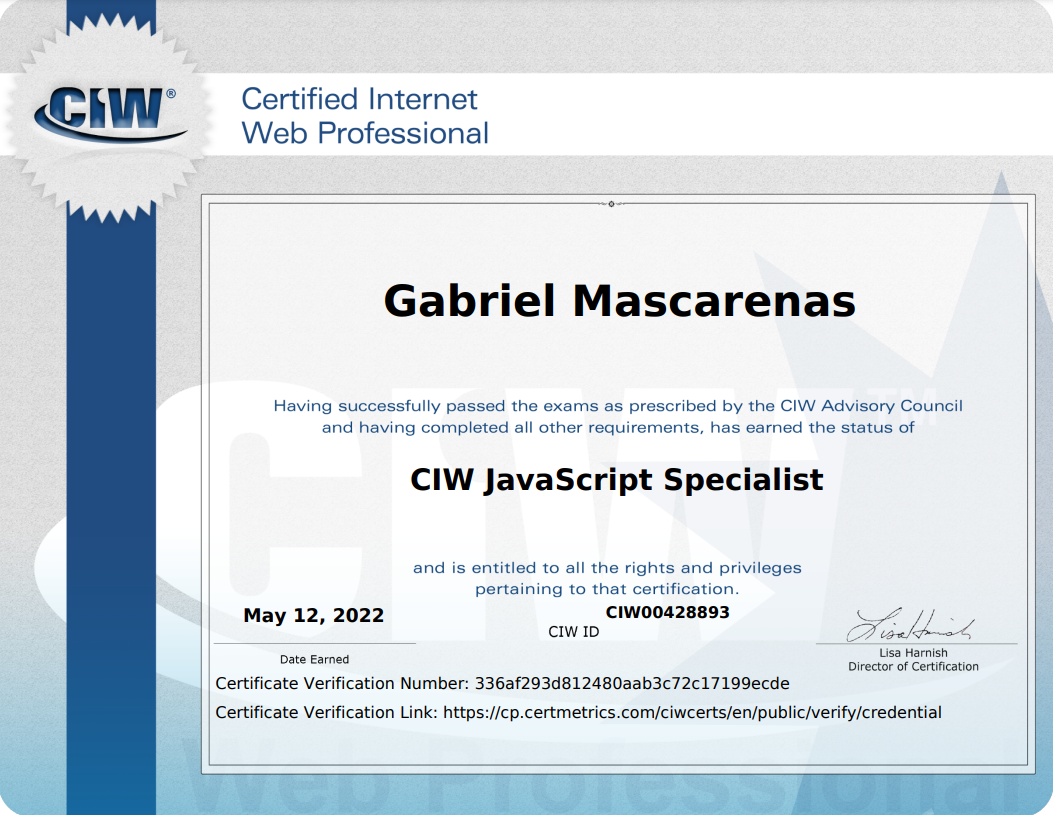 CIW®
Certified Internet
Web Professional
Gabriel Mascarenas
Having successfully passed the exams as prescribed by the CIW Advisory Council
and having completed all other requirements, has earned the status of
CIW JavaScript Specialist
and is entitled to all the rights and privileges
pertaining to that certification.
May 12, 2022
Date Earned
CIW00428893
CIW ID
Lisa Harnish
Lisa Harnish
Director of Certification
Certificate Verification Number: 336af293d812480aab3c72c17199ecde
Certificate Verification Link: https://cp.certmetrics.com/ciwcerts/en/public/verify/credential
CIW™
Web Professional